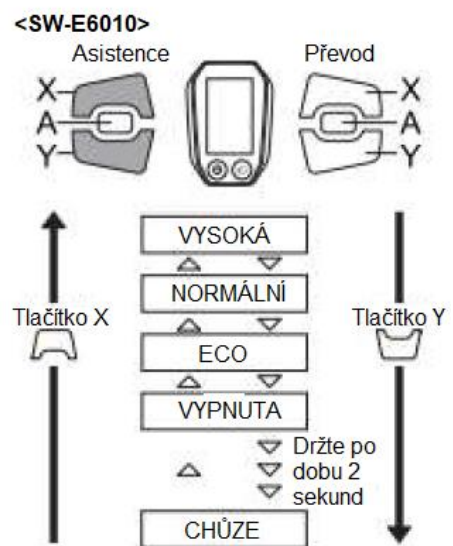 <SW-E6010>
Asistence
Převod
X
A
Y
X
A
Y
VYSOKÁ
NORMÁLNÍ
Tlačítko X
Tlačítko Y
ECO
VYPNUTA
Držte po
dobu 2
sekund
CHŮZE